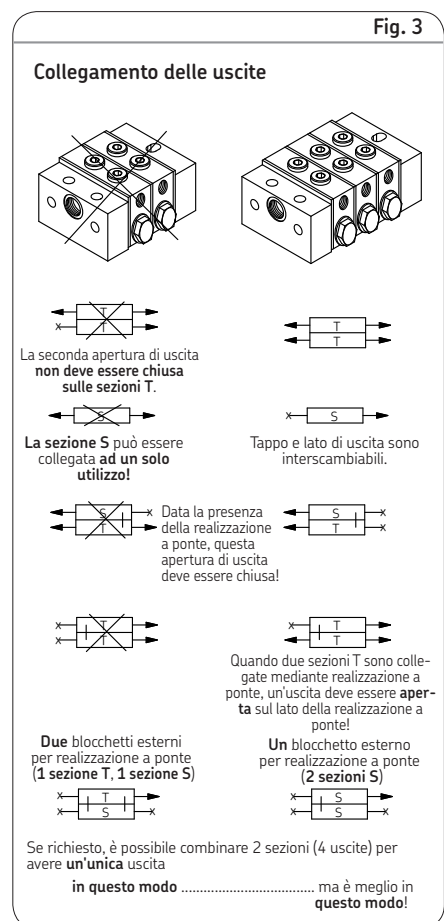 Fig. 3
Collegamento delle uscite
T
T
T
T
La seconda apertura di uscita
non deve essere chiusa
sulle sezioni T.
S
S
La sezione S può essere
collegata ad un solo
utilizzo!
Tappo e lato di uscita sono
interscambiabili.
S
T
Data la presenza
della realizzazione
a ponte, questa
apertura di uscita
deve essere chiusa!
S
T
T
T
T
T
Quando due sezioni T sono colle-
gate mediante realizzazione a
ponte, un'uscita deve essere aper-
ta sul lato della realizzazione a
ponte!
Due blocchetti esterni
per realizzazione a ponte
(1 sezione T, 1 sezione S)
T
S
Un blocchetto esterno
per realizzazione a ponte
(2 sezioni S)
S
S
Se richiesto, è possibile combinare 2 sezioni (4 uscite) per
avere un'unica uscita
in questo modo ...................................... ma è meglio in
questo modo!